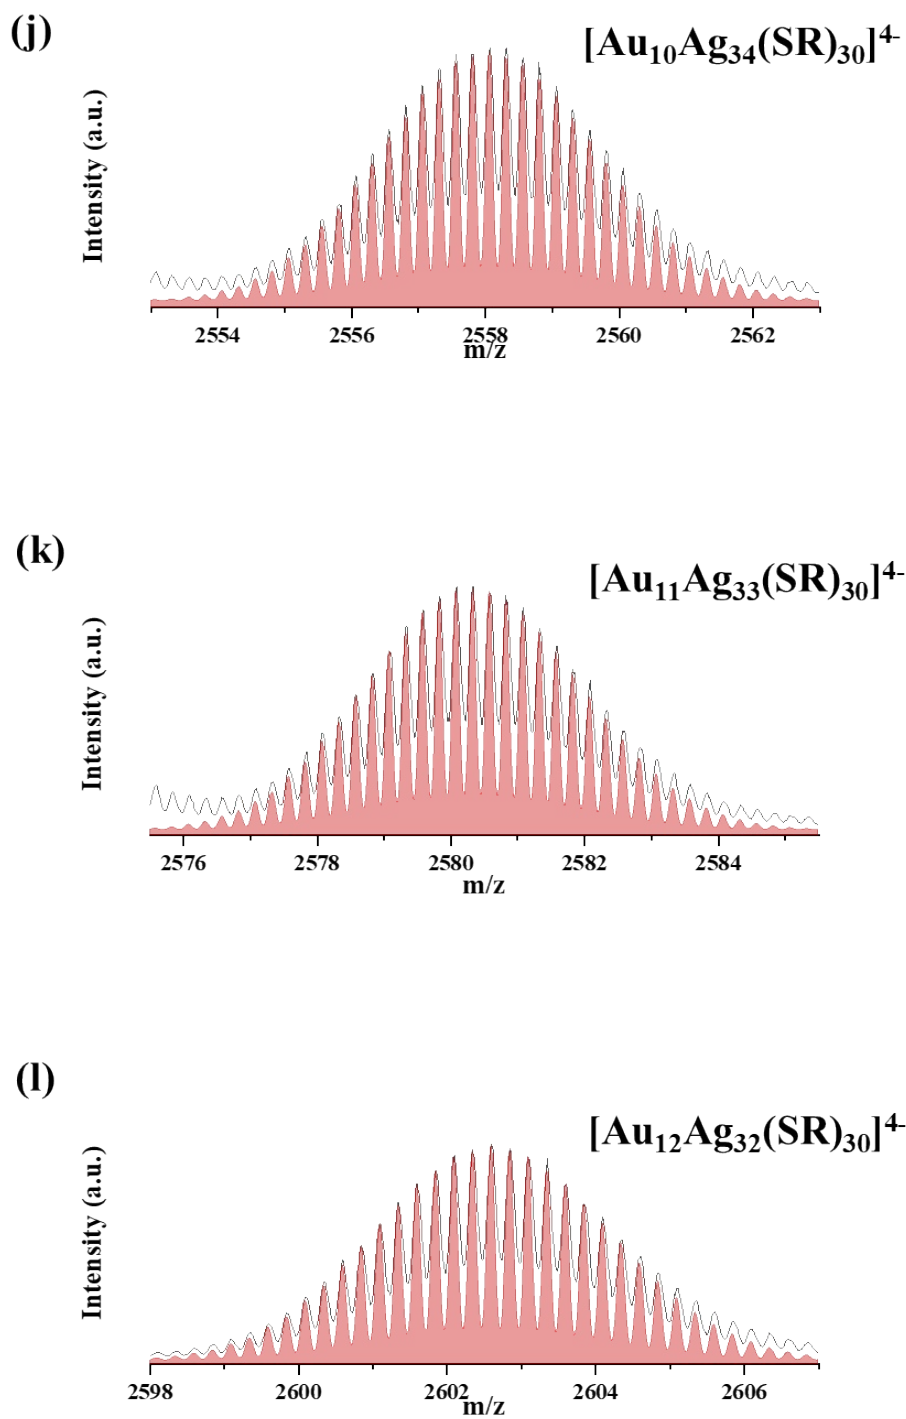 (j)
[Au₁₀Ag₃₄(SR)₃₀]⁴⁻
Intensity (a.u.)
2554 2556 2558 2560 2562
m/z
(k)
[Au₁₁Ag₃₃(SR)₃₀]⁴⁻
Intensity (a.u.)
2576 2578 2580 2582 2584
m/z
(l)
[Au₁₂Ag₃₂(SR)₃₀]⁴⁻
Intensity (a.u.)
2598 2600 2602 2604 2606
m/z